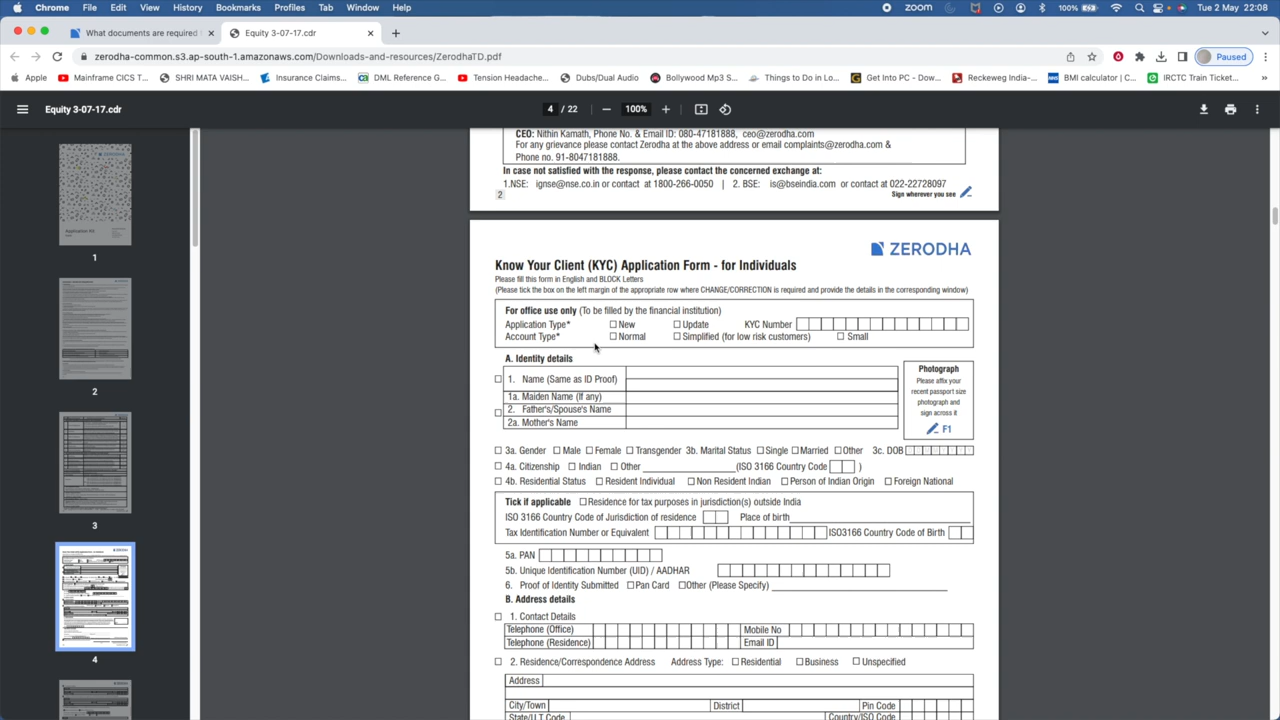 Chrome File Edit View History Bookmarks Profiles Tab Window Help ZOOM 100% Tue 2 May 22:08
What documents are required Equity 3-07-17.cdr
zerodha-common.s3.ap-south-1.amazonaws.com/Downloads-and-resources/ZerodhaTD.pdf Paused
Apple Mainframe CICS T... SHRI MATA VAISH... Insurance Claims... DML Reference G... Tension Headache... Dubs/Dual Audio Bollywood Mp3 S... Things to Do in Lo... Get Into PC - Dow... Reckeweg India-... BMI calculator | C... IRCTC Train Ticket... »
Equity 3-07-17.cdr 4 / 22 100%
CEO: Nithin Kamath, Phone No. & Email ID: 080-47181888, ceo@zerodha.com
For any grievance please contact Zerodha at the above address or email complaints@zerodha.com &
Phone no. 91-8047181888.
In case not satisfied with the response, please contact the concerned exchange at:
1.NSE: ignse@nse.co.in or contact at 1800-266-0050 | 2. BSE: is@bseindia.com or contact at 022-22728097
2 Sign wherever you see
ZERODHA
Know Your Client (KYC) Application Form - for Individuals
Please fill this form in English and BLOCK Letters
(Please tick the box on the left margin of the appropriate row where CHANGE/CORRECTION is required and provide the details in the corresponding window)
For office use only (To be filled by the financial institution)
Application Type* New Update KYC Number
Account Type* Normal Simplified (for low risk customers) Small
A. Identity details
1. Name (Same as ID Proof)
1a. Maiden Name (If any)
2. Father's/Spouse's Name
2a. Mother's Name
Photograph
Please affix your
recent passport size
photograph and
sign across it
F1
3a. Gender Male Female Transgender 3b. Marital Status Single Married Other 3c. DOB
4a. Citizenship Indian Other (ISO 3166 Country Code )
4b. Residential Status Resident Individual Non Resident Indian Person of Indian Origin Foreign National
Tick if applicable Residence for tax purposes in jurisdiction(s) outside India
ISO 3166 Country Code of Jurisdiction of residence Place of birth
Tax Identification Number or Equivalent ISO3166 Country Code of Birth
5a. PAN
5b. Unique Identification Number (UID) / AADHAR
6. Proof of Identity Submitted Pan Card Other (Please Specify)
B. Address details
1. Contact Details
Telephone (Office) Mobile No
Telephone (Residence) Email ID
2. Residence/Correspondence Address Address Type: Residential Business Unspecified
Address
City/Town District Pin Code
State/U.T Code Country/ISO Code
ZERODHA
Application Kit
1
2
3
4